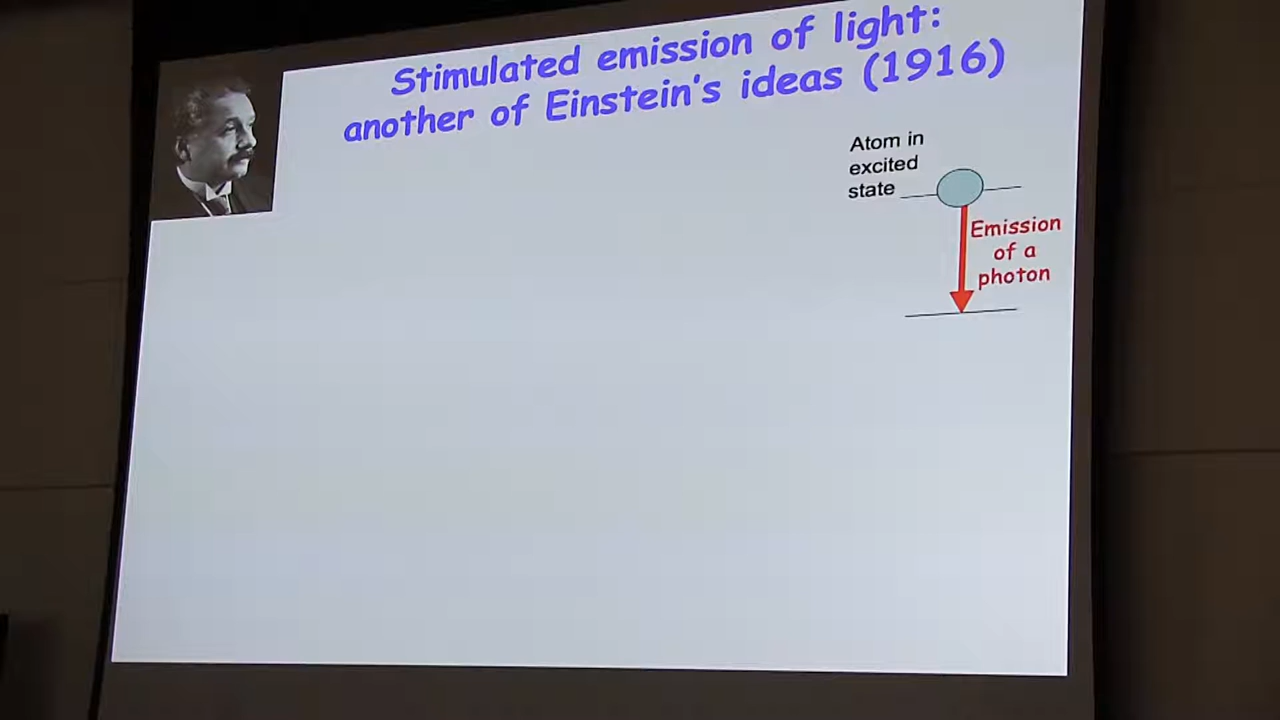 Stimulated emission of light:
another of Einstein's ideas (1916)
Atom in
excited
state
Emission
of a
photon